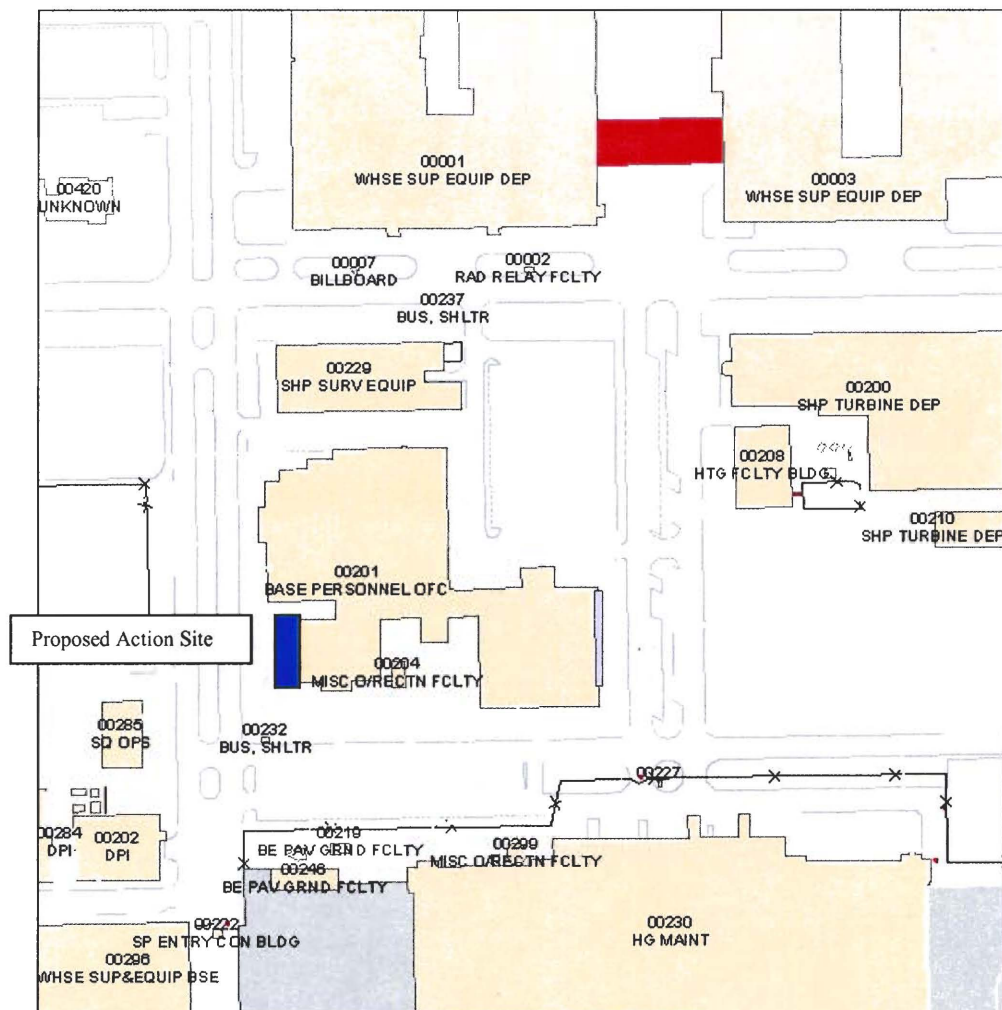 00001
WHSE SUP EQUIP DEP
00003
WHSE SUP EQUIP DEP
00420
UNKNOWN
00007
BILLBOARD
00002
RAD RELAY FCLTY
00237
BUS, SHLTR
00229
SHP SURV EQUIP
00200
SHP TURBINE DEP
00208
HTG FCLTY BLDG
00210
SHP TURBINE DEP
00201
BASE PERSONNEL OFC
Proposed Action Site
00204
MISC O/RECTN FCLTY
00285
SQ OPS
00232
BUS, SHLTR
00227
00284
DPI
00202
DPI
00219
BE PAV GRND FCLTY
00299
MISC O/RECTN FCLTY
00246
BE PAV GRND FCLTY
00222
SP ENTRY CON BLDG
00230
HG MAINT
00296
WHSE SUP&EQUIP BSE